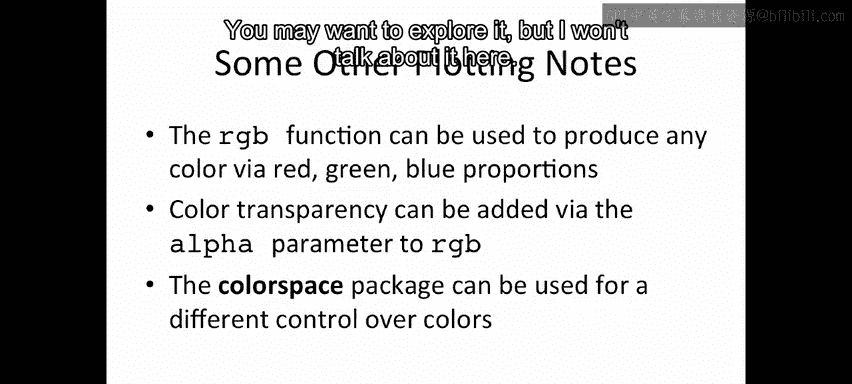 You may want to explore it, but I won't
talk about it here.
Some Other Plotting Notes
• The rgb function can be used to produce any
color via red, green, blue proportions
• Color transparency can be added via the
alpha parameter to rgb
• The colorspace package can be used for a
different control over colors